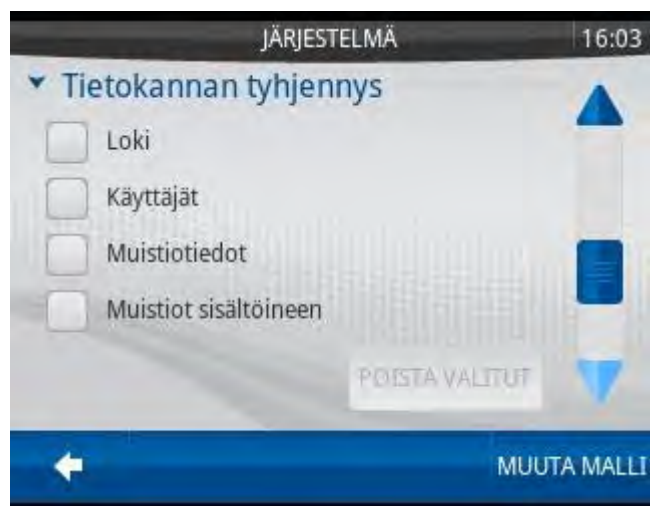 JÄRJESTELMÄ 16:03
Tietokannan tyhjennys
Loki
Käyttäjät
Muistiotiedot
Muistiot sisältöineen
POISTA VALITUT
MUUTA MALLI